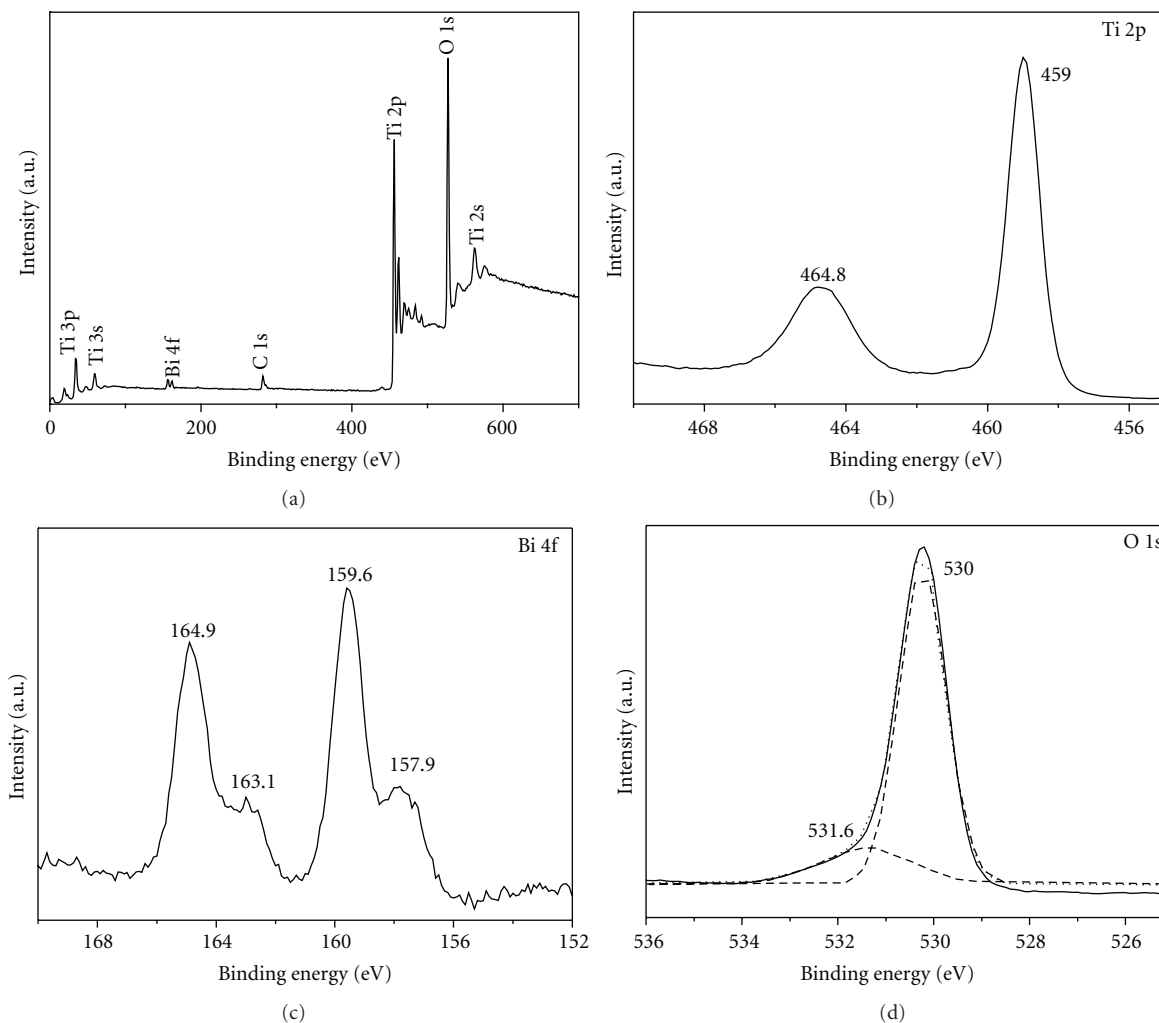 Intensity (a.u.)
Ti 3p
Ti 3s
Bi 4f
C 1s
Ti 2p
O 1s
Ti 2s
0 200 400 600
Binding energy (eV)
(a)
Ti 2p
459
464.8
Intensity (a.u.)
468 464 460 456
Binding energy (eV)
(b)
Bi 4f
159.6
164.9
163.1
157.9
Intensity (a.u.)
168 164 160 156 152
Binding energy (eV)
(c)
O 1s
530
531.6
Intensity (a.u.)
536 534 532 530 528 526
Binding energy (eV)
(d)